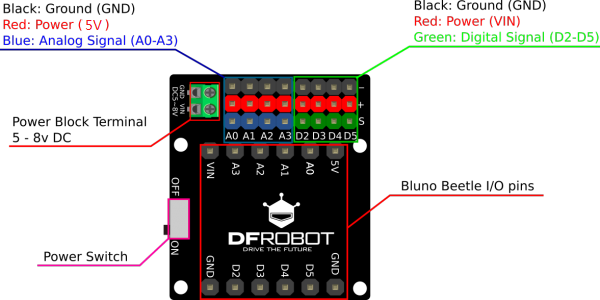 Black: Ground (GND)
Red: Power (5V)
Blue: Analog Signal (A0-A3)
Black: Ground (GND)
Red: Power (VIN)
Green: Digital Signal (D2-D5)
Power Block Terminal
5 - 8v DC
GND VIN
DC5 ~8V
-
+
S
A0 A1 A2 A3 D2 D3 D4 D5
VIN A3 A2 A1 A0 5V
Bluno Beetle I/O pins
OFF
ON
Power Switch
DFROBOT
DRIVE THE FUTURE
GND D2 D3 D4 D5 GND